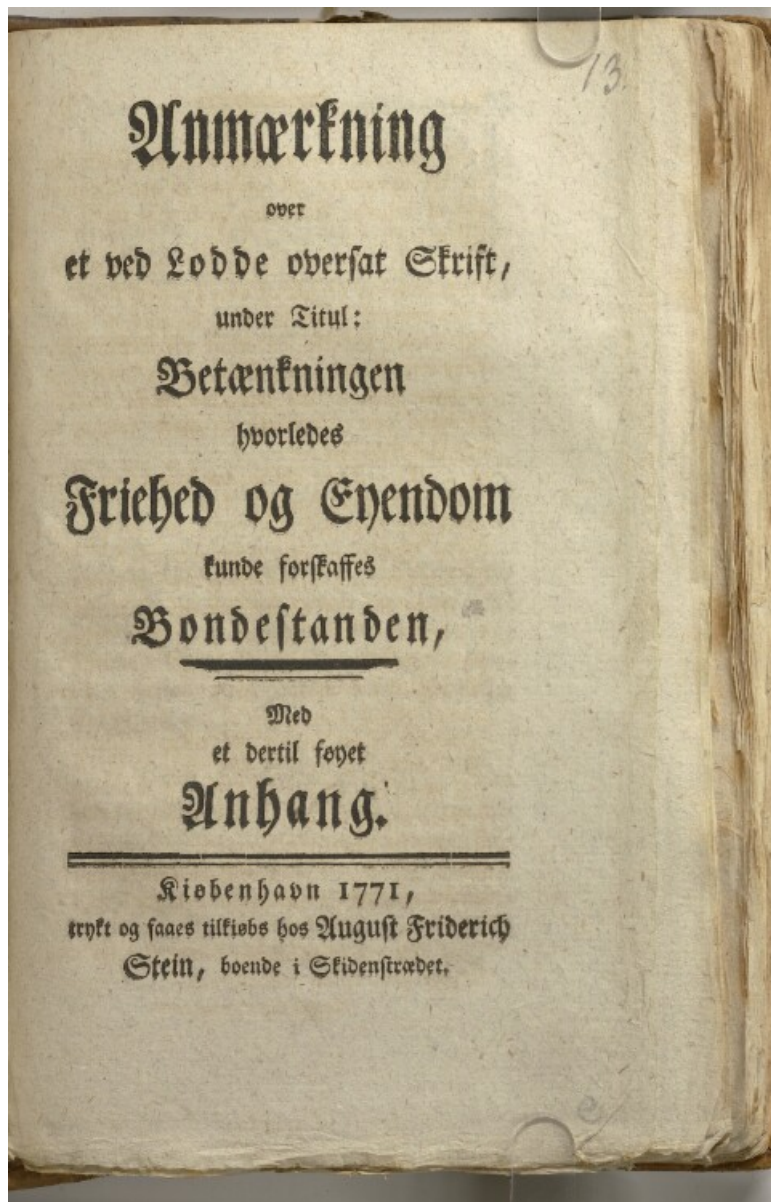 13.
Anmærkning
over
et ved Lodde oversat Skrift,
under Titul:
Betænkningen
hvorledes
Friehed og Eyendom
kunde forskaffes
Bondestanden,
Med
et dertil føyet
Anhang.
Kiøbenhavn 1771,
trykt og faaes tilkiøbs hos August Friderich
Stein, boende i Skidenstrædet.